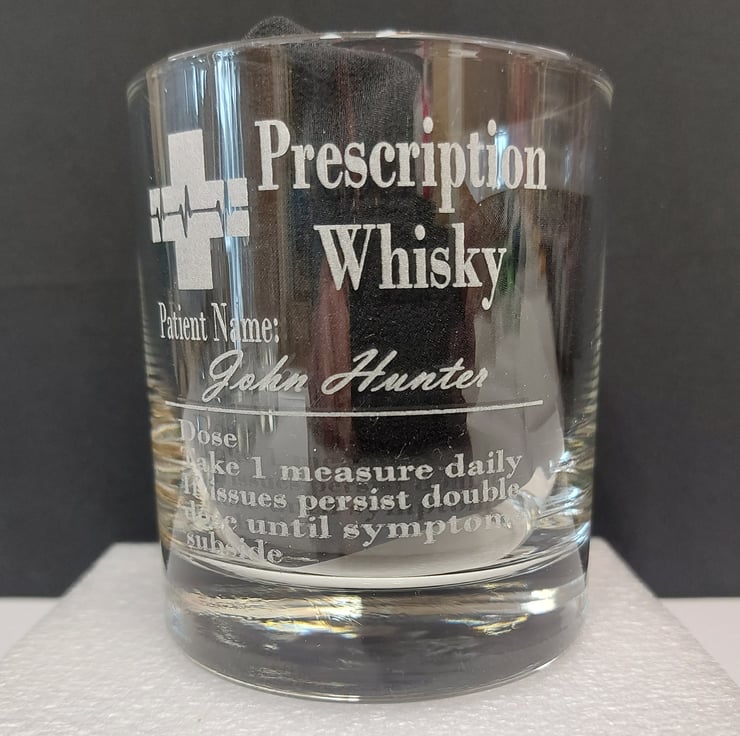 Prescription
Whisky
Patient Name:
John Hunter
Dose
Take 1 measure daily
If issues persist double
dose until symptoms
subside